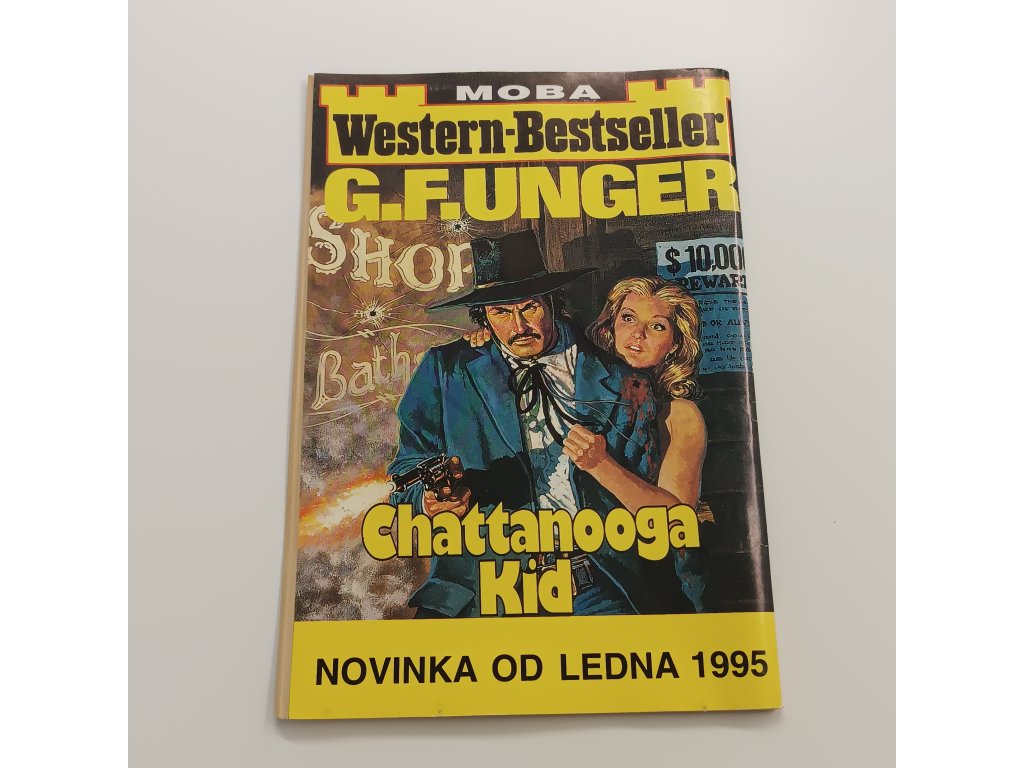 MOBA
Western-Bestseller
G.F.UNGER
SHOP
Baths
$10,000
REWARD
Chattanooga
Kid
NOVINKA OD LEDNA 1995